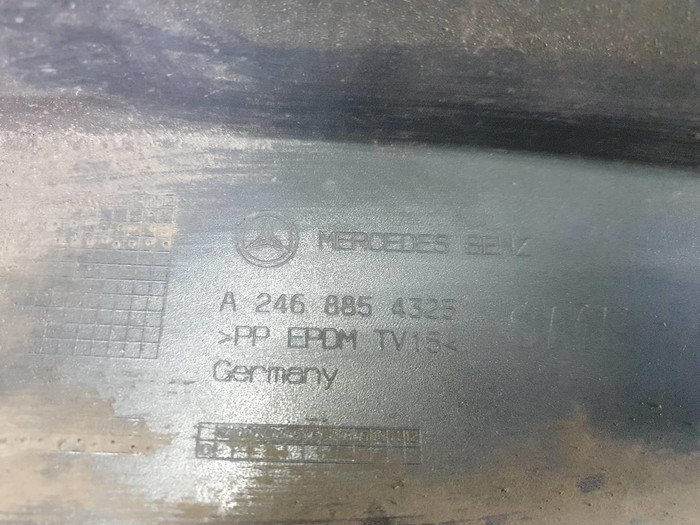 MERCEDES BENZ
A 246 885 4325
>PP EPDM TV15<
Germany